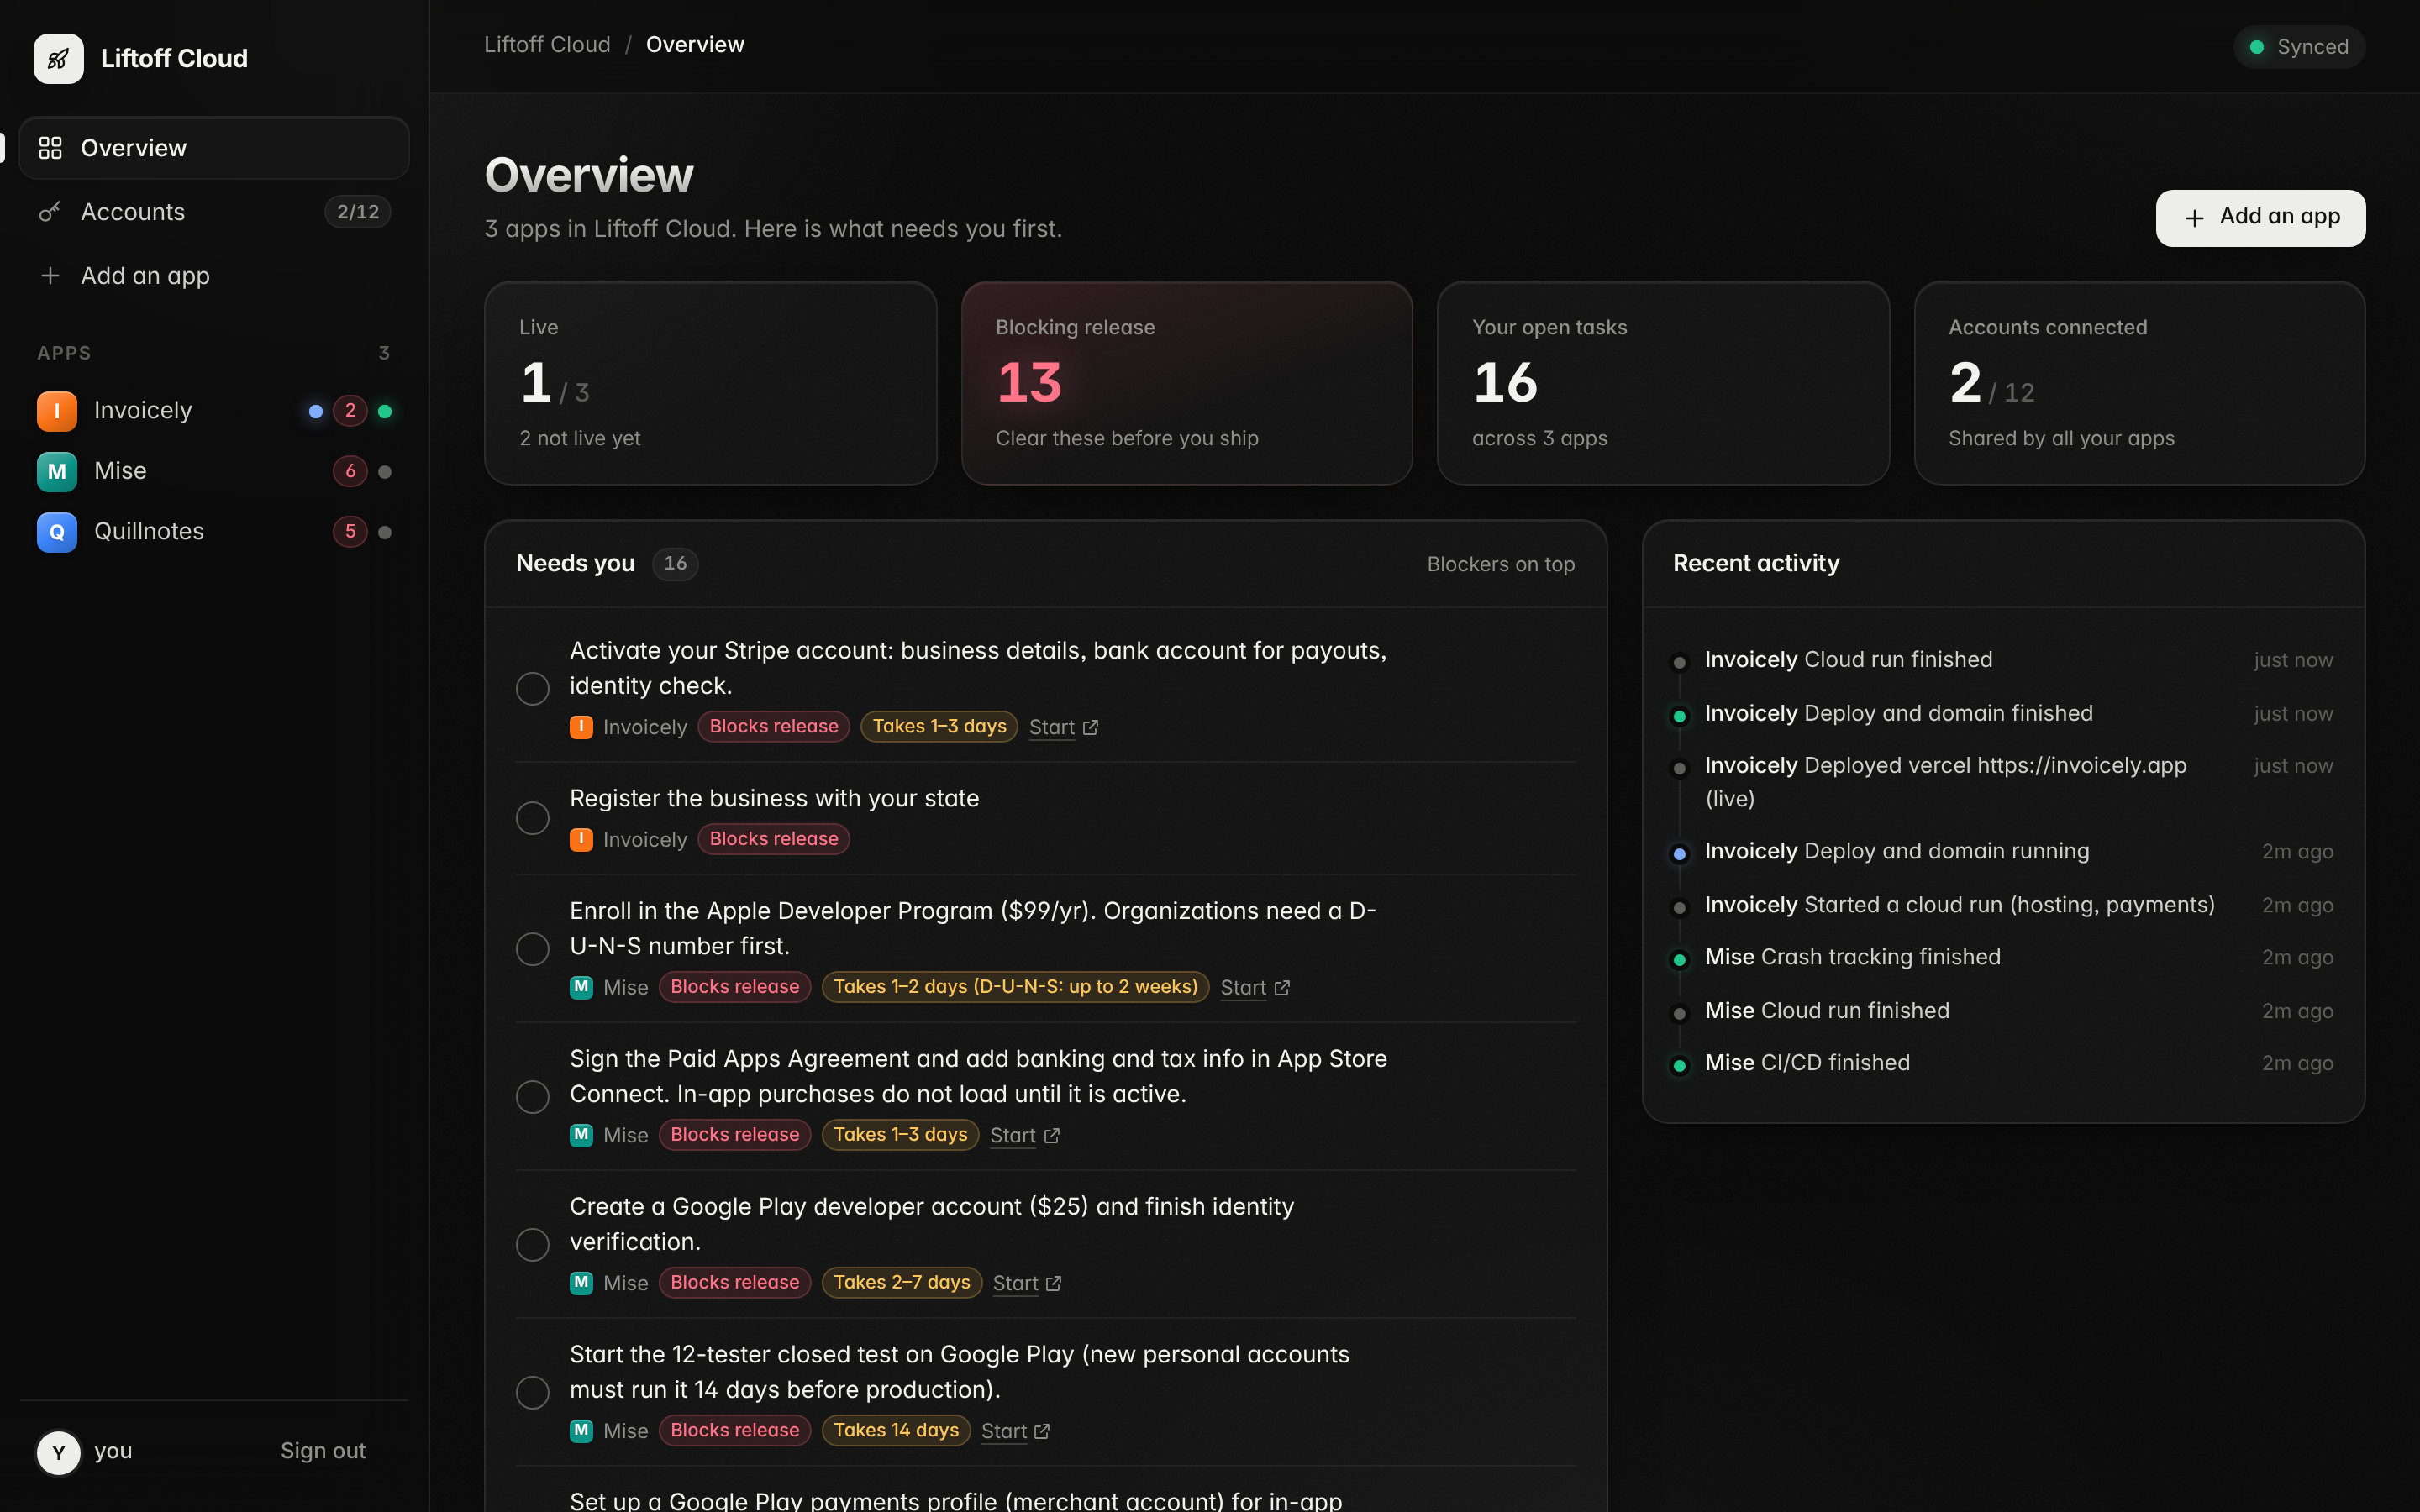 Liftoff Cloud
Overview
Accounts 2/12
Add an app
APPS 3
I Invoicely 2
M Mise 6
Q Quillnotes 5
Y you Sign out
Liftoff Cloud / Overview
Synced
Overview
3 apps in Liftoff Cloud. Here is what needs you first.
Add an app
Live
1 / 3
2 not live yet
Blocking release
13
Clear these before you ship
Your open tasks
16
across 3 apps
Accounts connected
2 / 12
Shared by all your apps
Needs you 16 Blockers on top
Activate your Stripe account: business details, bank account for payouts,
identity check.
I Invoicely Blocks release Takes 1–3 days Start
Register the business with your state
I Invoicely Blocks release
Enroll in the Apple Developer Program ($99/yr). Organizations need a D-
U-N-S number first.
M Mise Blocks release Takes 1–2 days (D-U-N-S: up to 2 weeks) Start
Sign the Paid Apps Agreement and add banking and tax info in App Store
Connect. In-app purchases do not load until it is active.
M Mise Blocks release Takes 1–3 days Start
Create a Google Play developer account ($25) and finish identity
verification.
M Mise Blocks release Takes 2–7 days Start
Start the 12-tester closed test on Google Play (new personal accounts
must run it 14 days before production).
M Mise Blocks release Takes 14 days Start
Set up a Google Play payments profile (merchant account) for in-app
Recent activity
Invoicely Cloud run finished just now
Invoicely Deploy and domain finished just now
Invoicely Deployed vercel https://invoicely.app just now
(live)
Invoicely Deploy and domain running 2m ago
Invoicely Started a cloud run (hosting, payments) 2m ago
Mise Crash tracking finished 2m ago
Mise Cloud run finished 2m ago
Mise CI/CD finished 2m ago